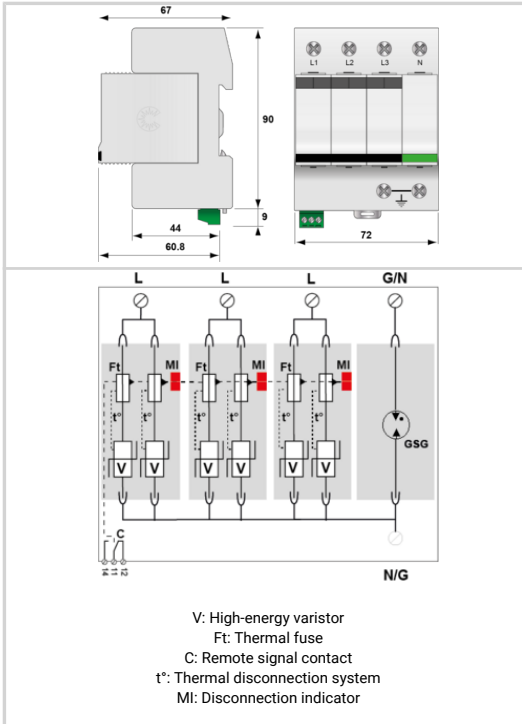 67
L1 L2 L3 N
90
9
44
60.8
72
L L L G/N
Ft MI Ft MI Ft MI
t° t° t° t° t° t°
GSG
V V V V V V
C
14 11 12
N/G
V: High-energy varistor
Ft: Thermal fuse
C: Remote signal contact
t°: Thermal disconnection system
MI: Disconnection indicator